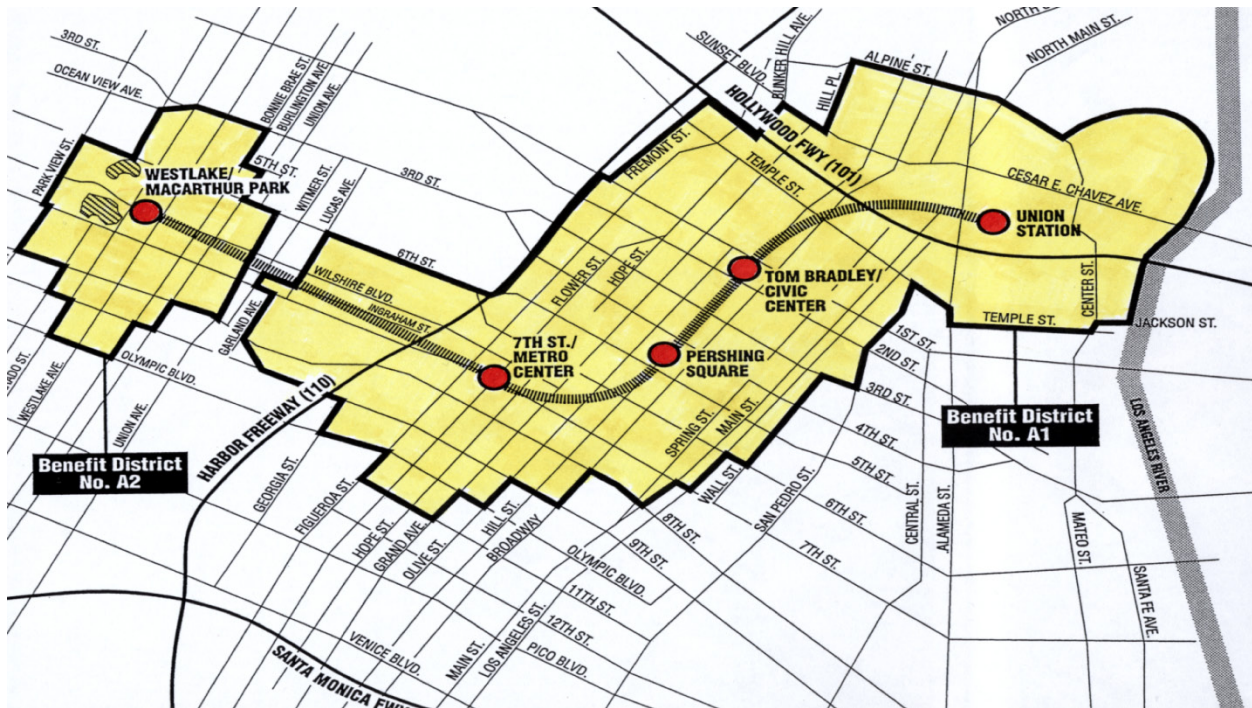 3RD ST.
OCEAN VIEW AVE.
BONNIE BRAE ST.
BURLINGTON AVE.
UNION AVE.
PARK VIEW ST.
5TH ST.
WESTLAKE/
MACARTHUR PARK
WITMER ST.
LUCAS AVE.
3RD ST.
6TH ST.
WILSHIRE BLVD.
INGRAHAM ST.
GARLAND AVE.
OLYMPIC BLVD.
WESTLAKE AVE.
UNION AVE.
Benefit District
No. A2
HARBOR FREEWAY (110)
7TH ST./
METRO
CENTER
FLOWER ST.
HOPE ST.
FREMONT ST.
SUNSET BLVD.
BUNKER HILL AVE.
HILL PL.
ALPINE ST.
NORTH MAIN ST.
HOLLYWOOD FWY (101)
TEMPLE ST.
CESAR E. CHAVEZ AVE.
UNION
STATION
TOM BRADLEY/
CIVIC
CENTER
PERSHING
SQUARE
CENTER ST.
TEMPLE ST.
JACKSON ST.
1ST ST.
2ND ST.
3RD ST.
4TH ST.
5TH ST.
6TH ST.
7TH ST.
Benefit District
No. A1
LOS ANGELES RIVER
SPRING ST.
MAIN ST.
WALL ST.
SAN PEDRO ST.
CENTRAL ST.
ALAMEDA ST.
MATEO ST.
SANTA FE AVE.
GEORGIA ST.
FIGUEROA ST.
HOPE ST.
GRAND AVE.
OLIVE ST.
HILL ST.
BROADWAY
8TH ST.
9TH ST.
OLYMPIC BLVD.
11TH ST.
12TH ST.
PICO BLVD.
MAIN ST.
LOS ANGELES ST.
VENICE BLVD.
SANTA MONICA FWY